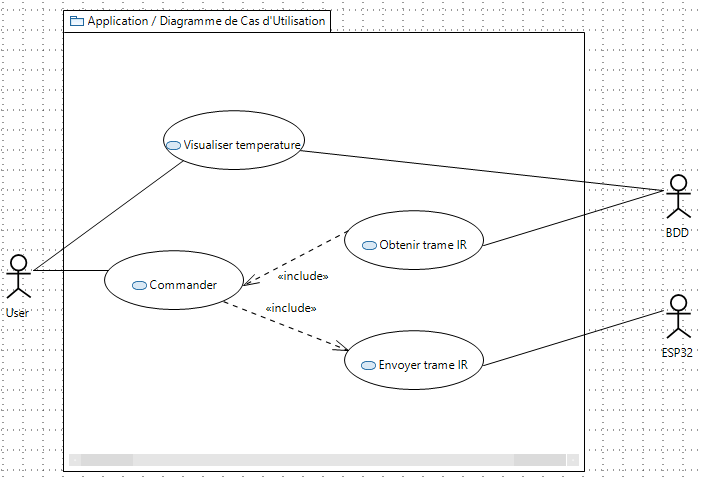 Application / Diagramme de Cas d'Utilisation
Visualiser temperature
BDD
Obtenir trame IR
«include»
Commander
User
«include»
ESP32
Envoyer trame IR